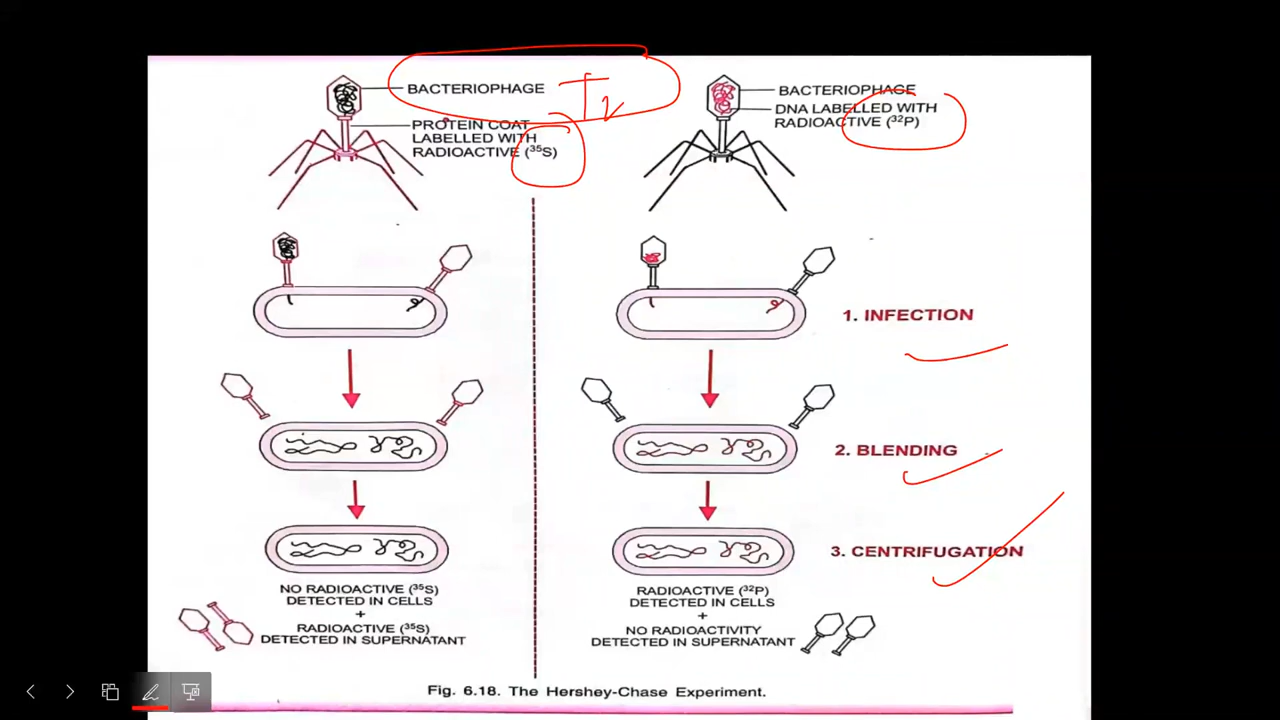 BACTERIOPHAGE T2
PROTEIN COAT
LABELLED WITH
RADIOACTIVE (³⁵S)
BACTERIOPHAGE
DNA LABELLED WITH
RADIOACTIVE (³²P)
1. INFECTION
2. BLENDING
3. CENTRIFUGATION
NO RADIOACTIVE (³⁵S)
DETECTED IN CELLS
+
RADIOACTIVE (³⁵S)
DETECTED IN SUPERNATANT
RADIOACTIVE (³²P)
DETECTED IN CELLS
+
NO RADIOACTIVITY
DETECTED IN SUPERNATANT
Fig. 6.18. The Hershey-Chase Experiment.